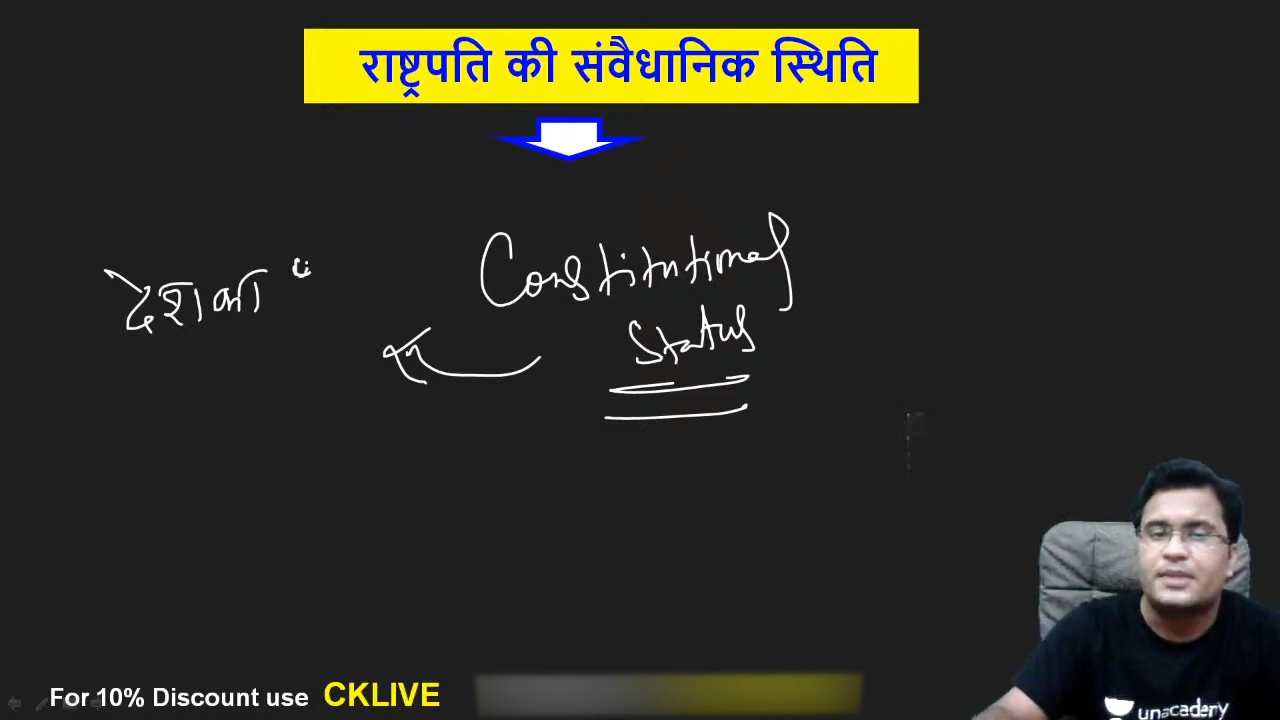 राष्ट्रपति की संवैधानिक स्थिति
Constitutional
देश का
Status
For 10% Discount use CKLIVE
unacademy